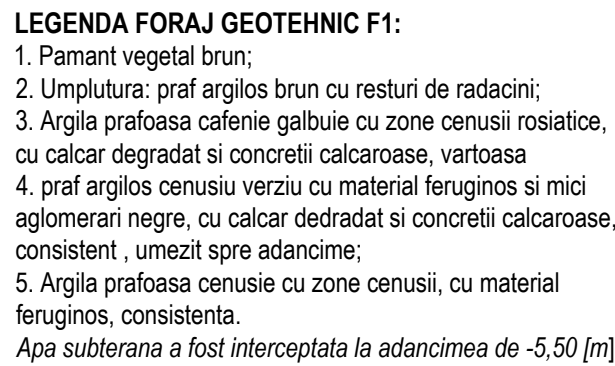 LEGENDA FORAJ GEOTEHNIC F1:
1. Pamant vegetal brun;
2. Umplutura: praf argilos brun cu resturi de radacini;
3. Argila prafoasa cafenie galbuie cu zone cenusii rosiatice,
cu calcar degradat si concretii calcaroase, vartoasa
4. praf argilos cenusiu verziu cu material feruginos si mici
aglomerari negre, cu calcar dedradat si concretii calcaroase,
consistent , umezit spre adancime;
5. Argila prafoasa cenusie cu zone cenusii, cu material
feruginos, consistenta.
Apa subterana a fost interceptata la adancimea de -5,50 [m]